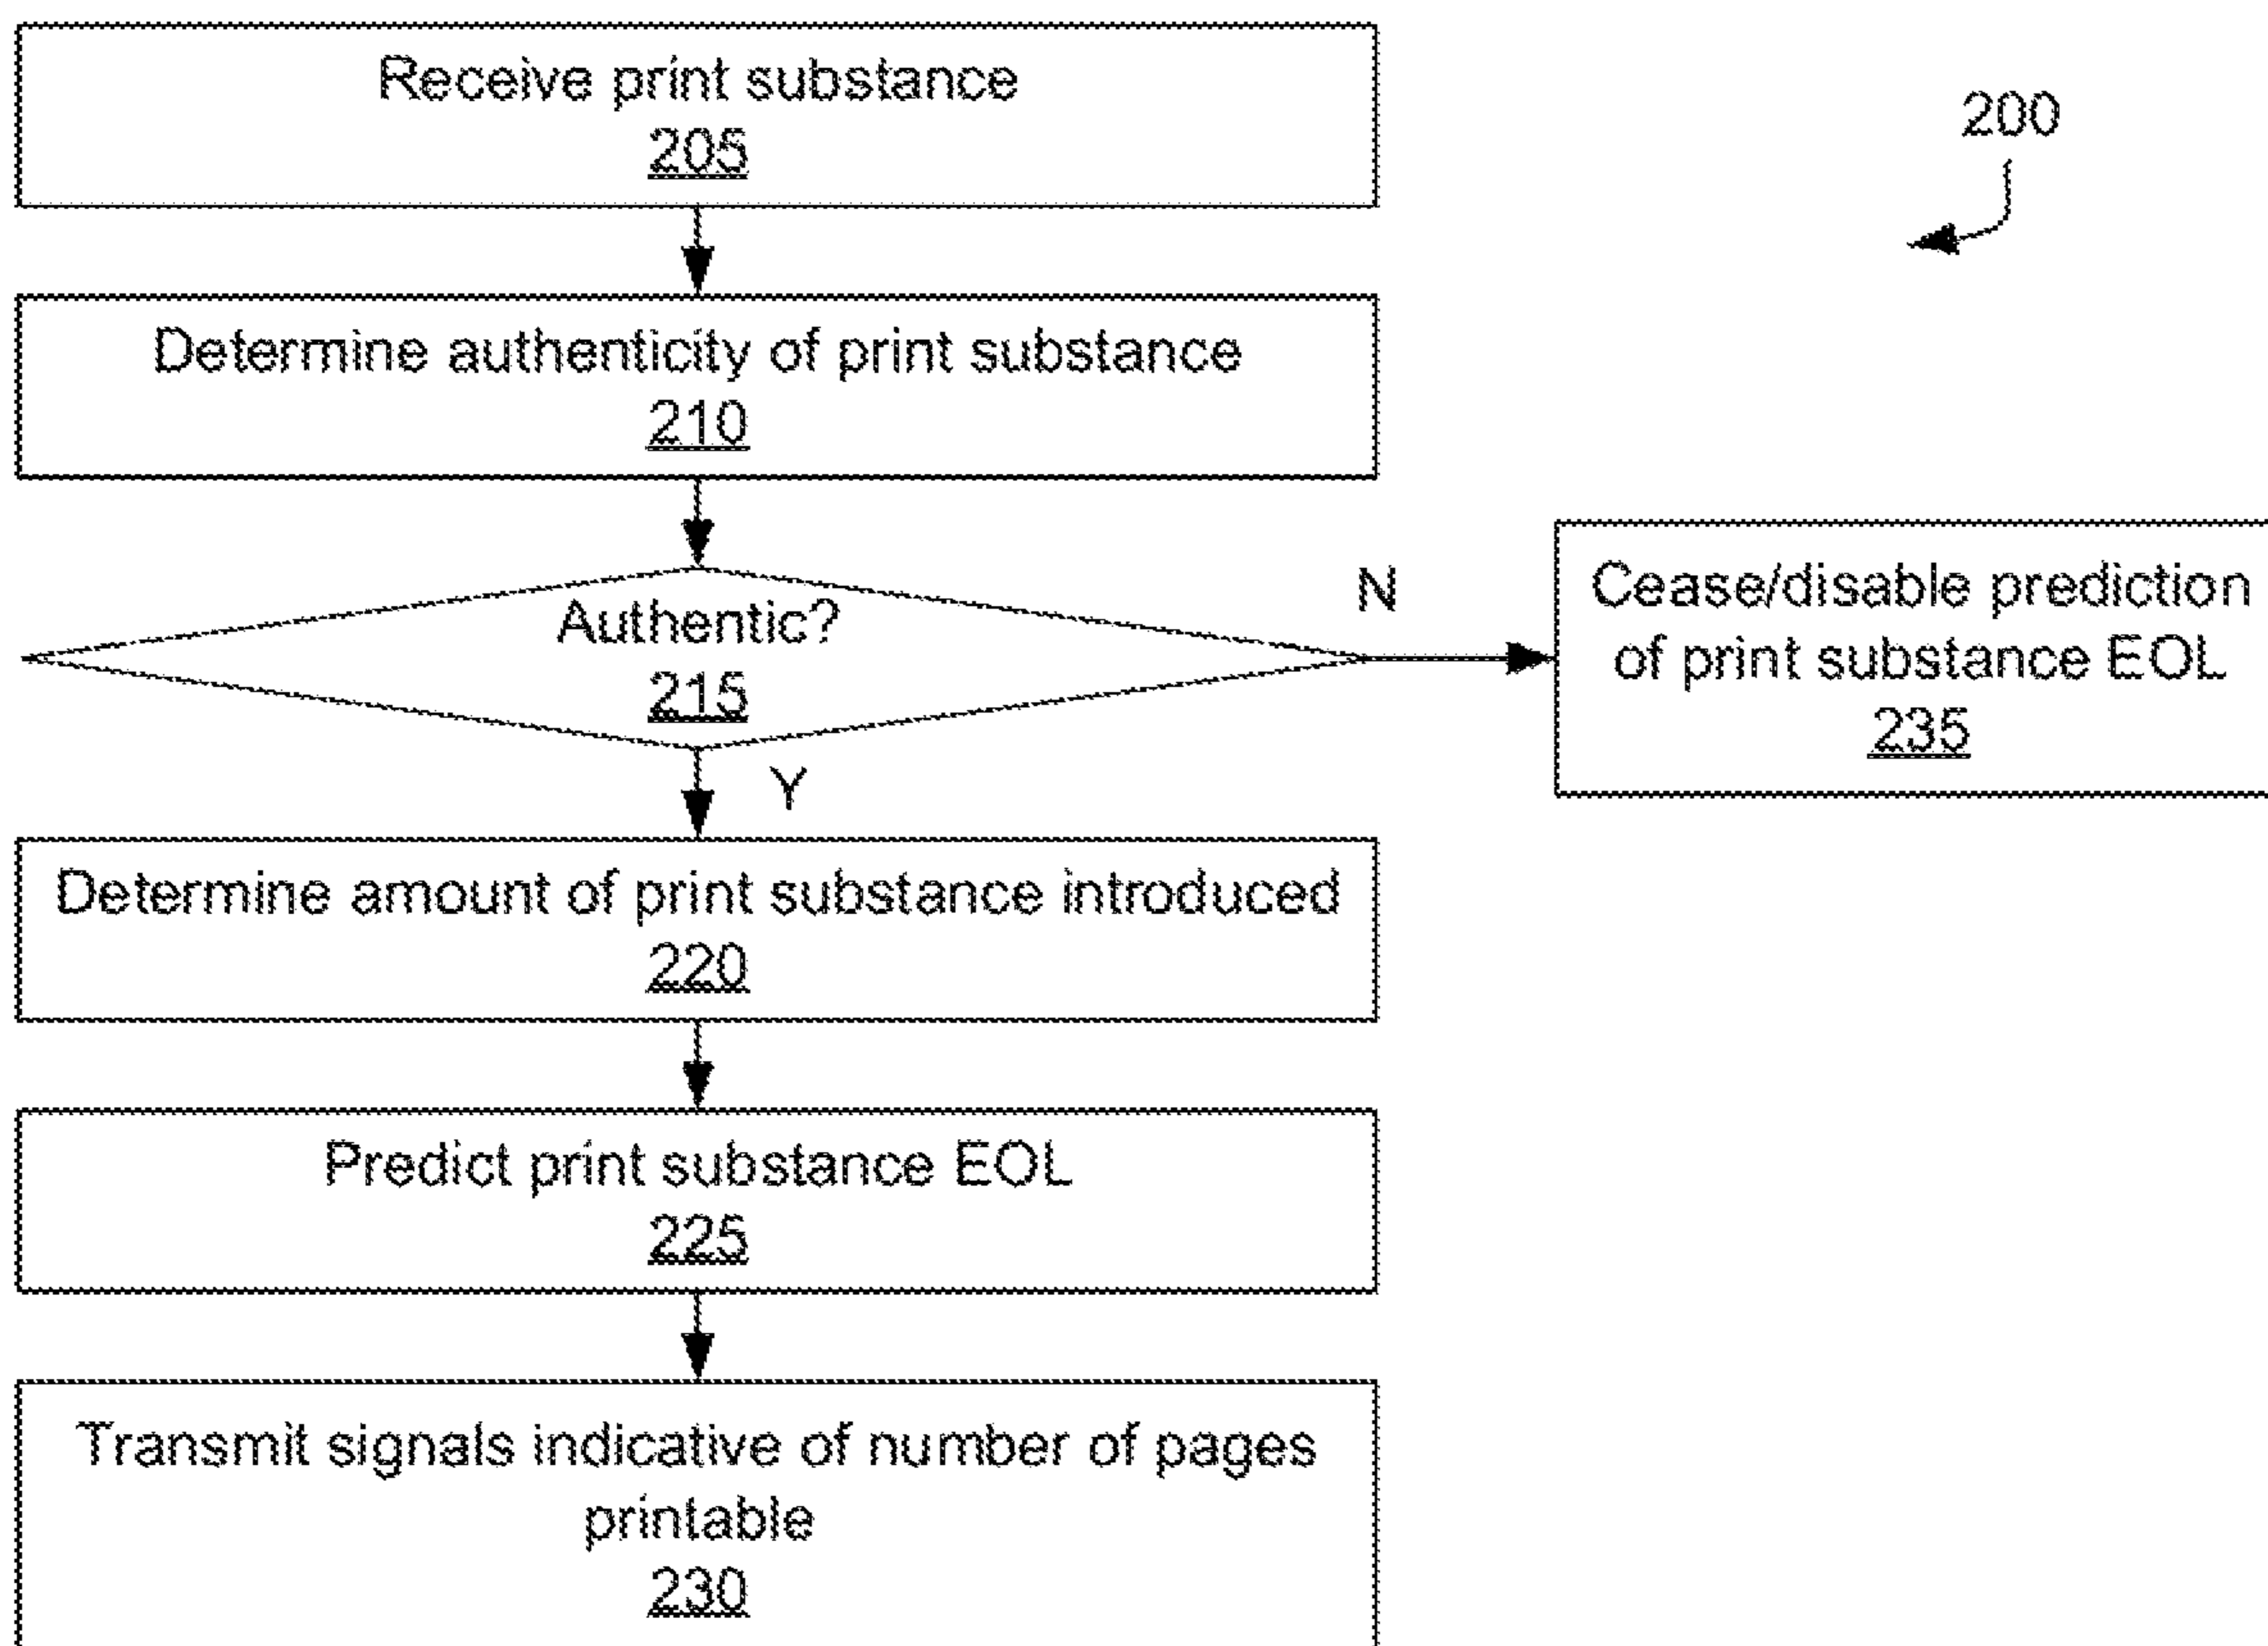 Receive print substance
205
200
Determine authenticity of print substance
210
Authentic?
215
N
Cease/disable prediction
of print substance EOL
235
Y
Determine amount of print substance introduced
220
Predict print substance EOL
225
Transmit signals indicative of number of pages
printable
230